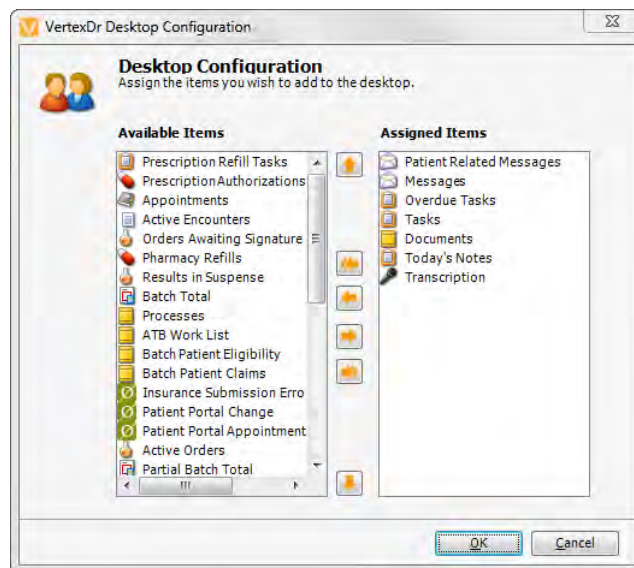 VertexDr Desktop Configuration
Desktop Configuration
Assign the items you wish to add to the desktop.
Available Items
Prescription Refill Tasks
Prescription Authorizations
Appointments
Active Encounters
Orders Awaiting Signature
Pharmacy Refills
Results in Suspense
Batch Total
Processes
ATB Work List
Batch Patient Eligibility
Batch Patient Claims
Insurance Submission Erro
Patient Portal Change
Patient Portal Appointment
Active Orders
Partial Batch Total
Assigned Items
Patient Related Messages
Messages
Overdue Tasks
Tasks
Documents
Today's Notes
Transcription
OK
Cancel